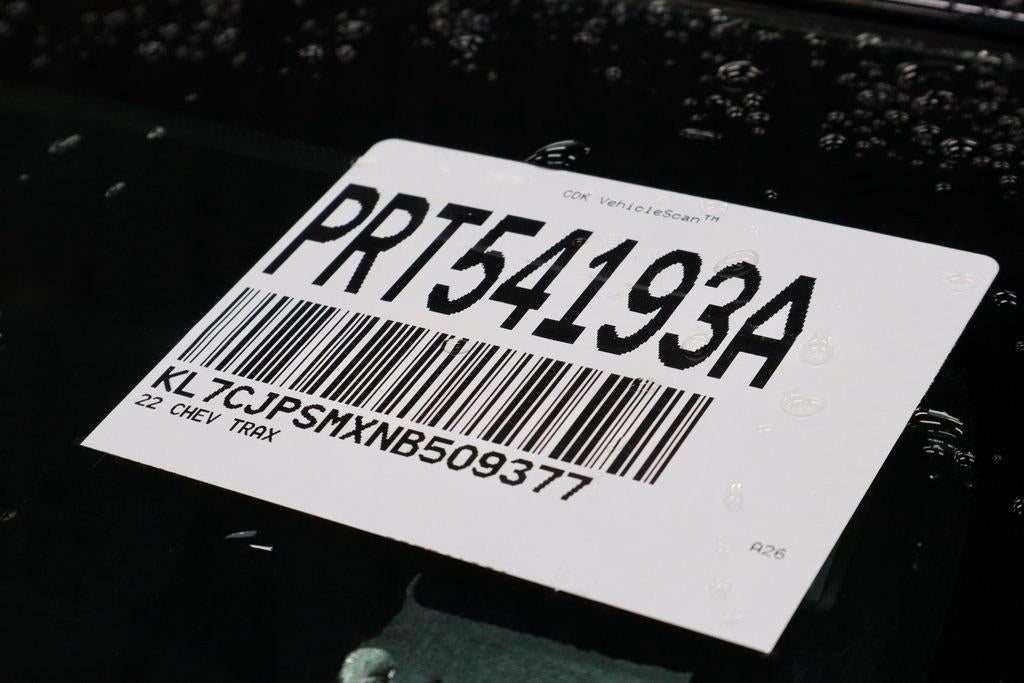 CDK VehicleScan™
PRT54193A
KL7CJPSMXNB509377
22 CHEV TRAX
A26